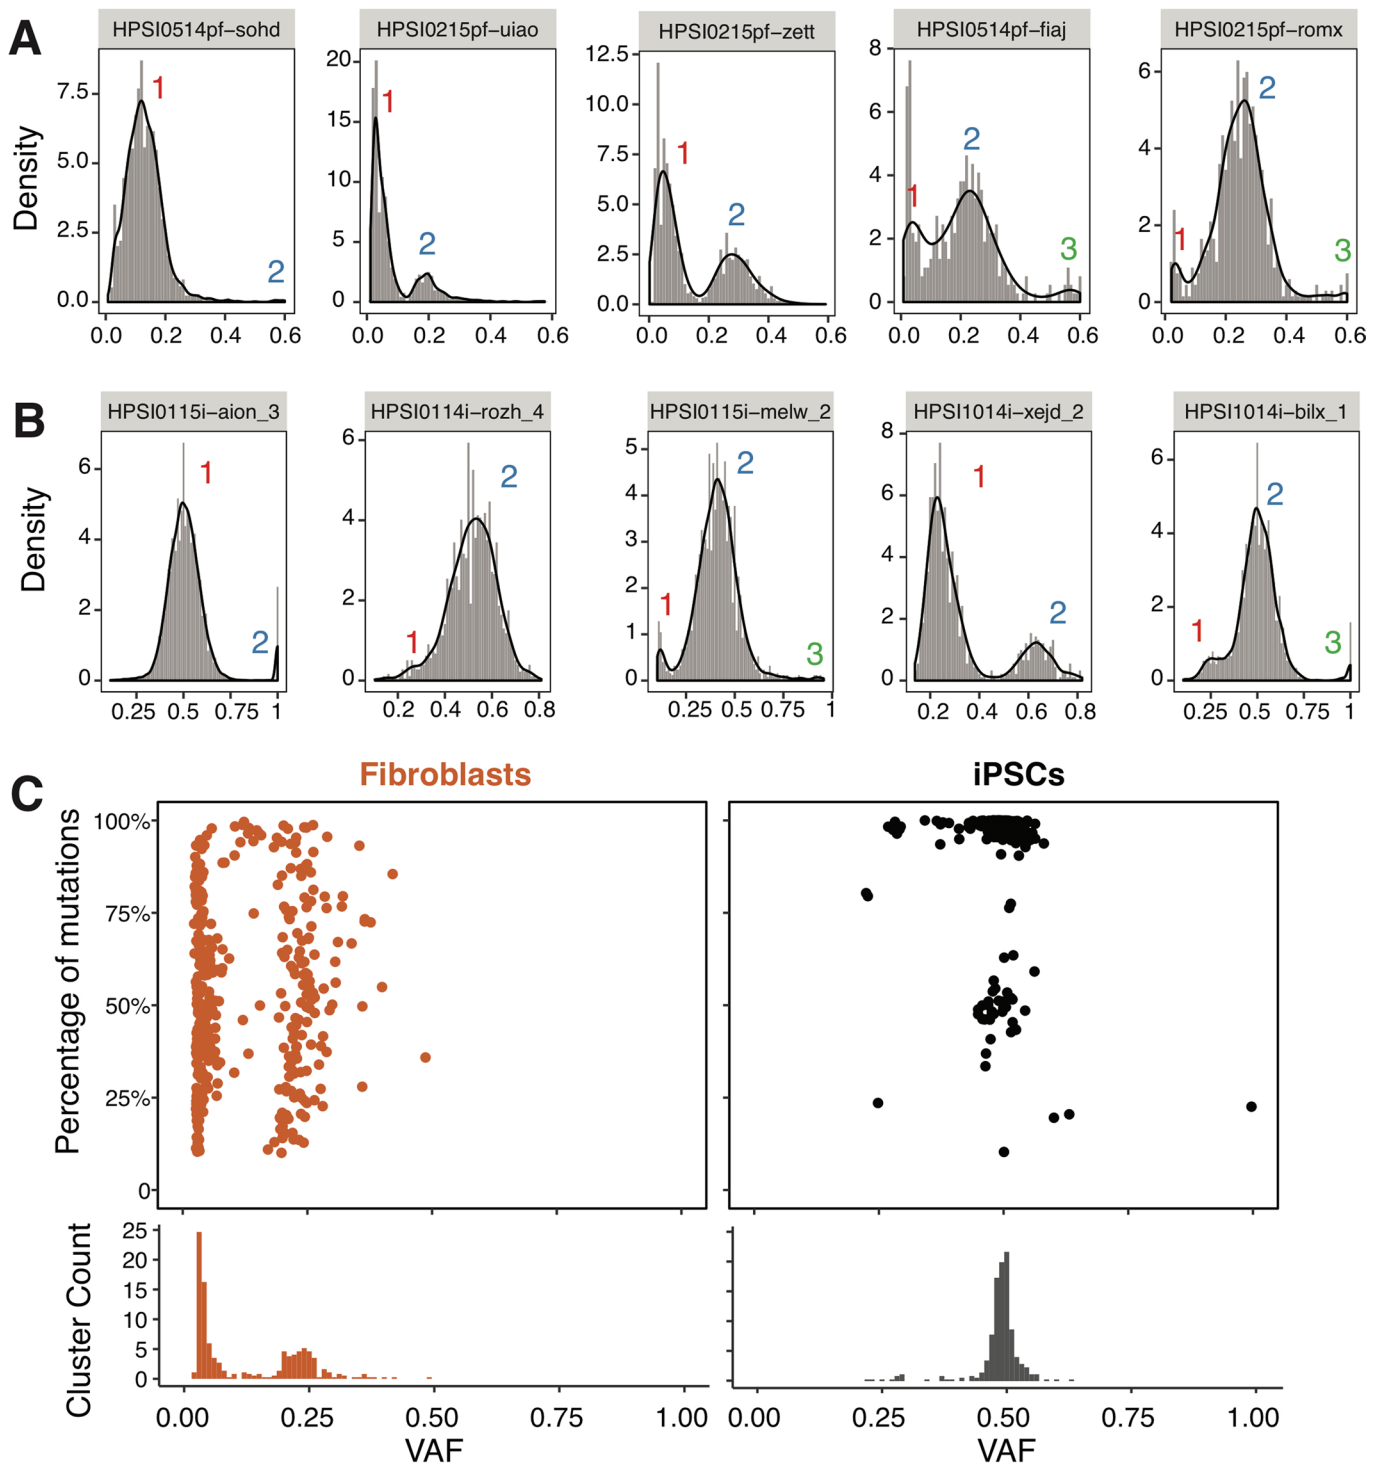 A
HPSI0514pf−sohd
HPSI0215pf−uiao
HPSI0215pf−zett
HPSI0514pf−fiaj
HPSI0215pf−romx
Density
7.5
5.0
2.5
0.0
1
2
0.0 0.2 0.4 0.6
20
15
10
5
0
1
2
0.0 0.2 0.4 0.6
12.5
10.0
7.5
5.0
2.5
0.0
1
2
0.0 0.2 0.4 0.6
8
6
4
2
0
1
2
3
0.0 0.2 0.4 0.6
6
4
2
0
1
2
3
0.0 0.2 0.4 0.6
B
HPSI0115i−aion_3
HPSI0114i−rozh_4
HPSI0115i−melw_2
HPSI1014i−xejd_2
HPSI1014i−bilx_1
Density
6
4
2
0
1
2
0.25 0.5 0.75 1
6
4
2
0
1
2
0.2 0.4 0.6 0.8
5
4
3
2
1
0
1
2
3
0.25 0.5 0.75 1
8
6
4
2
0
1
2
0.2 0.4 0.6 0.8
6
4
2
0
1
2
3
0.25 0.5 0.75 1
C
Fibroblasts
iPSCs
Percentage of mutations
100%
75%
50%
25%
0
Cluster Count
25
20
15
10
5
0
0.00 0.25 0.50 0.75 1.00
VAF
0.00 0.25 0.50 0.75 1.00
VAF